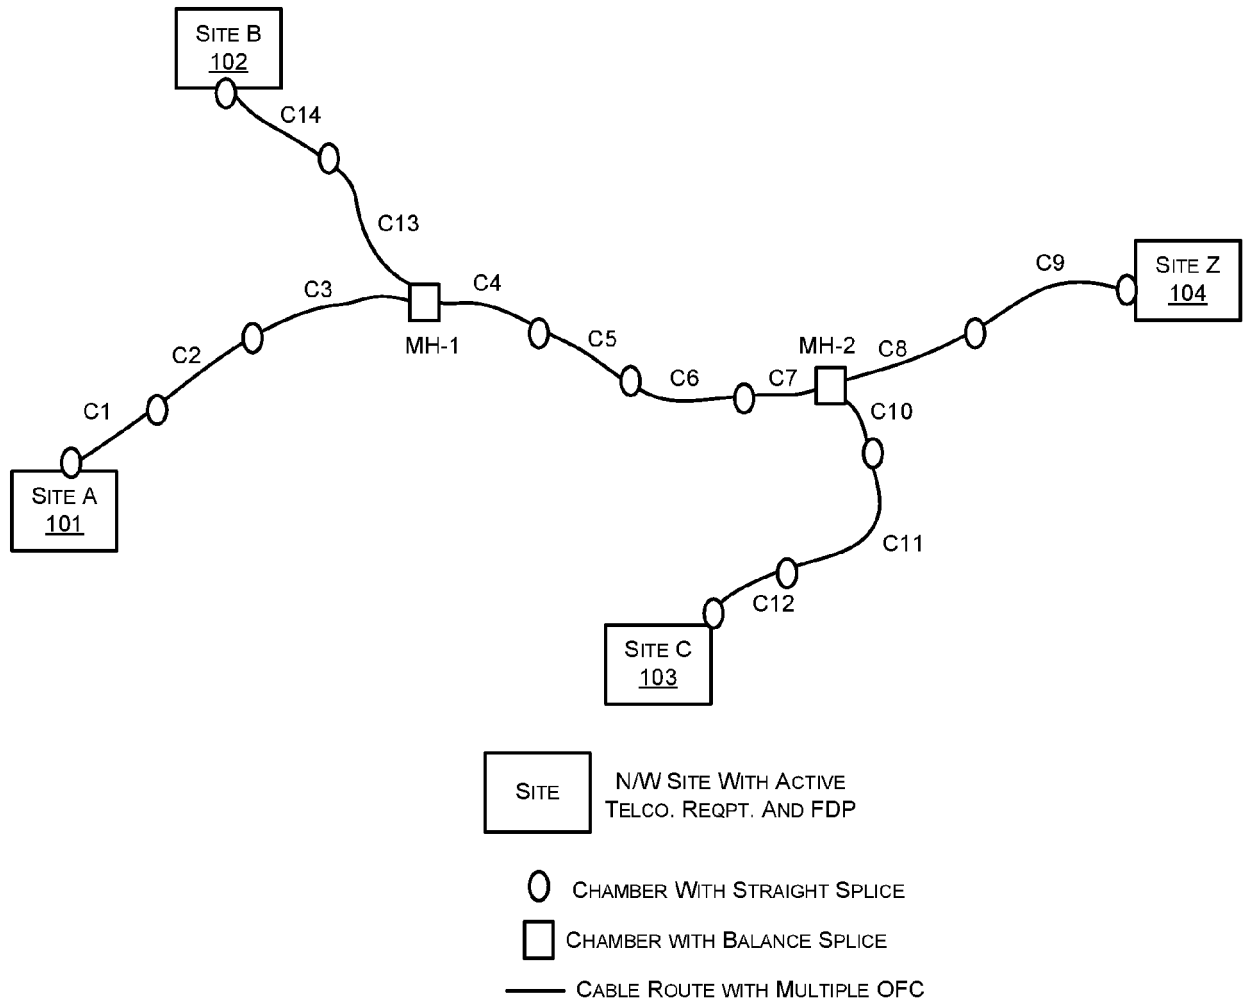 SITE B
102
C14
C13
C3
C4
C9
SITE Z
104
C2
MH-1
C5
MH-2
C8
C6
C7
C10
C1
SITE A
101
C11
C12
SITE C
103
SITE
N/W SITE WITH ACTIVE
TELCO. REQPT. AND FDP
CHAMBER WITH STRAIGHT SPLICE
CHAMBER WITH BALANCE SPLICE
CABLE ROUTE WITH MULTIPLE OFC